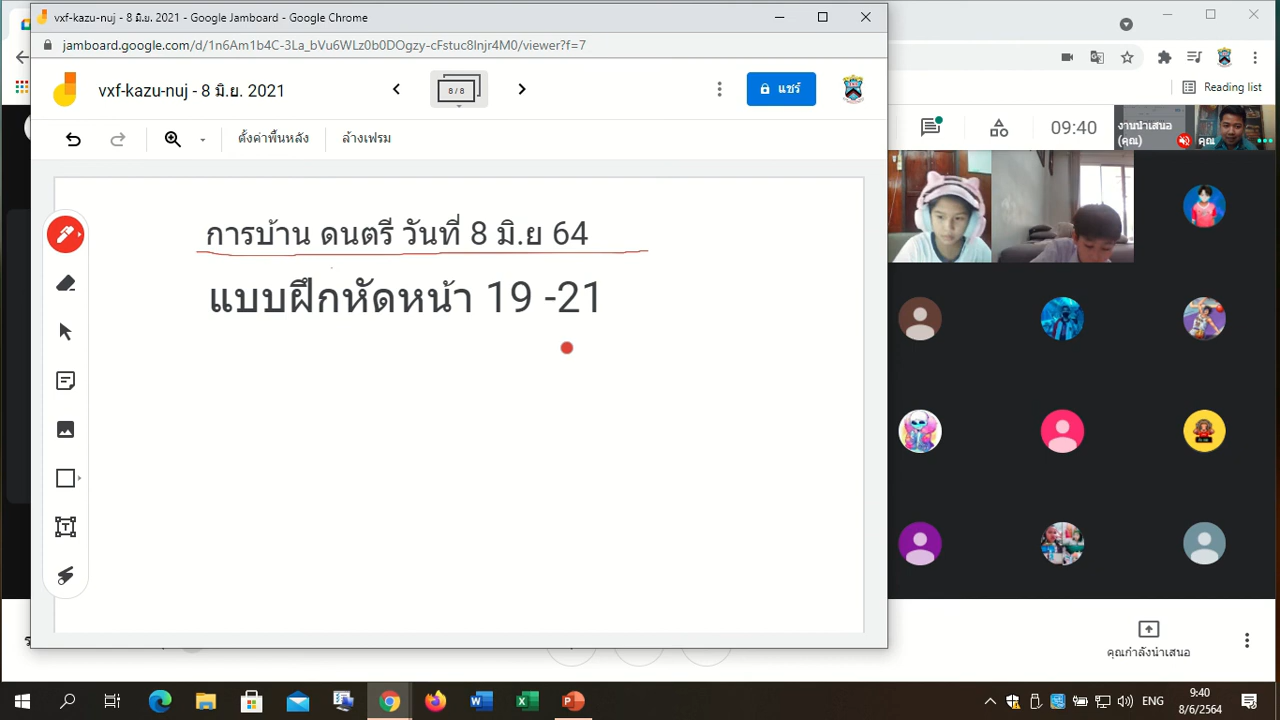 vxf-kazu-nuj - 8 มิ.ย. 2021 - Google Jamboard - Google Chrome
jamboard.google.com/d/1n6Am1b4C-3La_bVu6WLz0b0DOgzy-cFstuc8Injr4M0/viewer?f=7
Reading list
vxf-kazu-nuj - 8 มิ.ย. 2021
8 / 8
แชร์
09:40
งานนำเสนอ
(คุณ)
คุณ
ตั้งค่าพื้นหลัง
ล้างเฟรม
การบ้าน ดนตรี วันที่ 8 มิ.ย 64
แบบฝึกหัดหน้า 19 -21
คุณกำลังนำเสนอ
ENG
9:40
8/6/2564